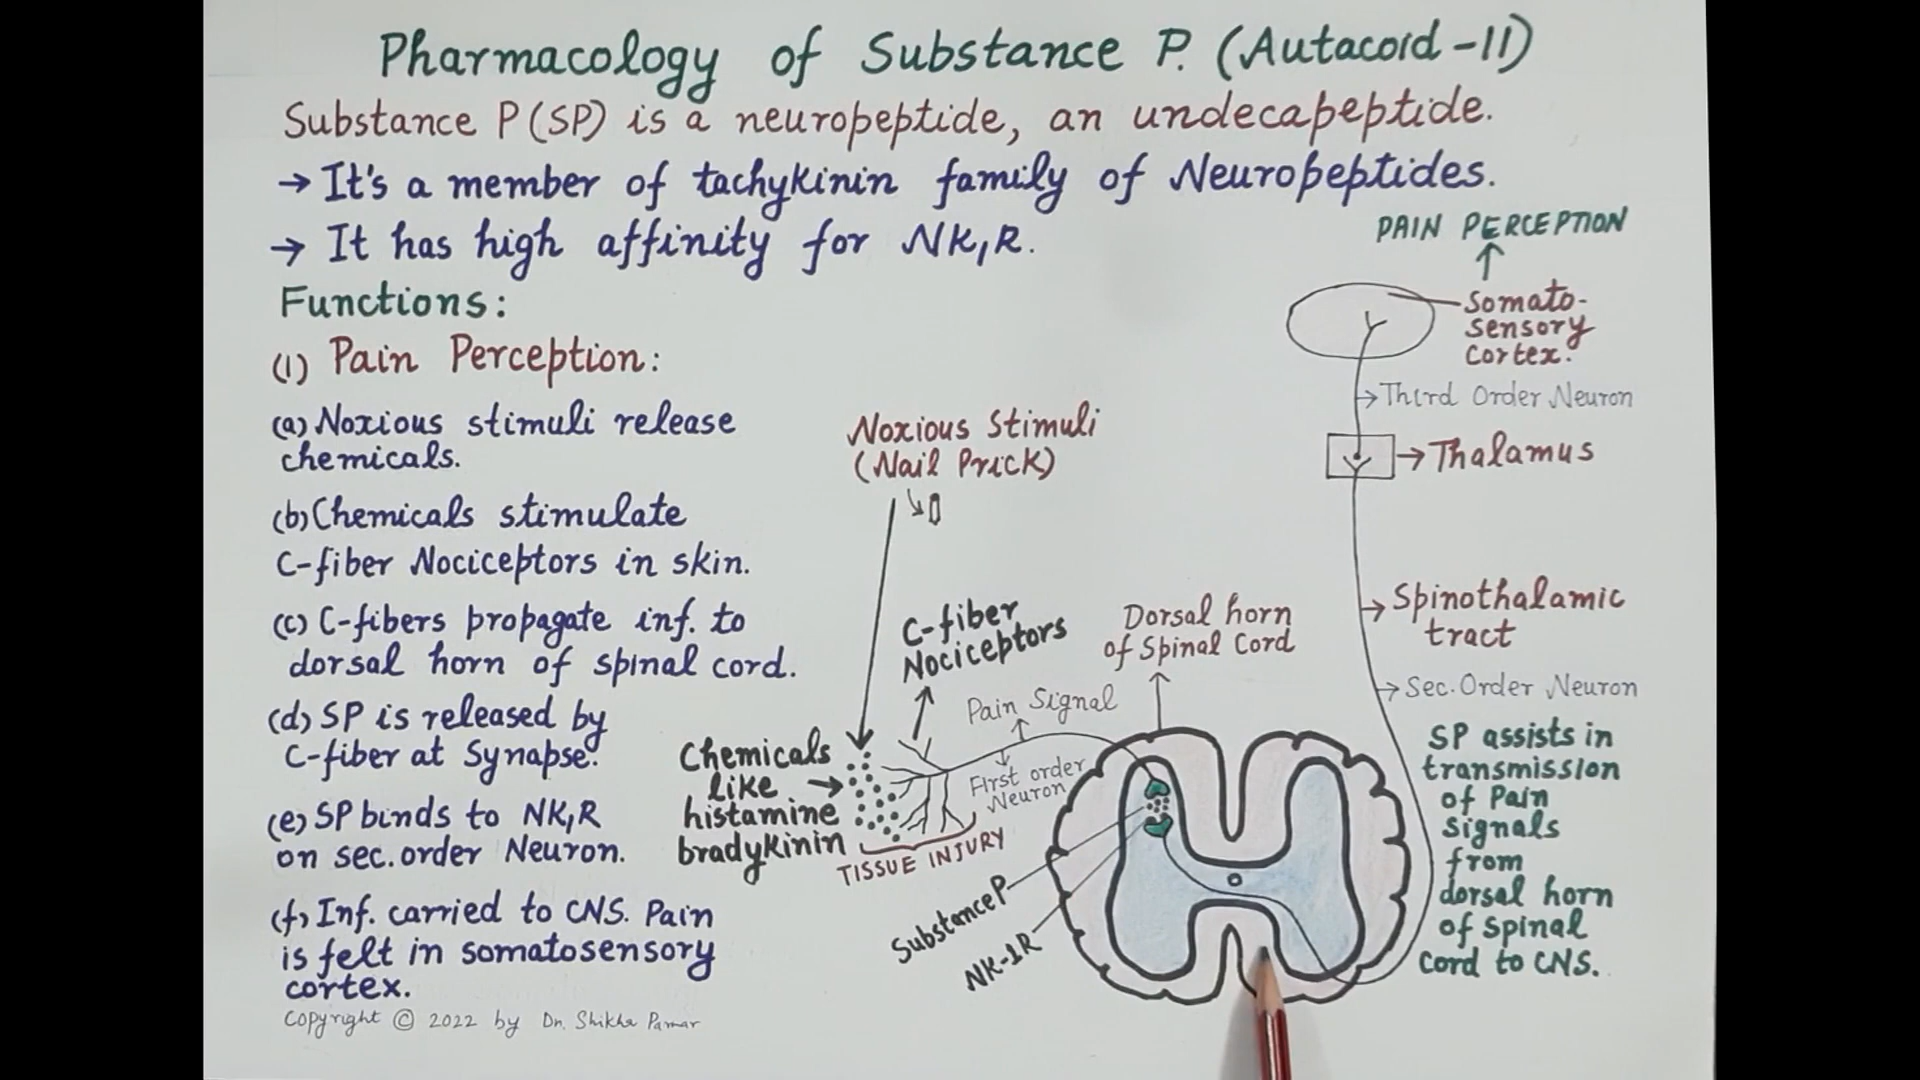 Pharmacology of Substance P. (Autacoid-II)
Substance P(SP) is a neuropeptide, an undecapeptide.
→ It's a member of tachykinin family of Neuropeptides.
→ It has high affinity for NK₁R.
Functions:
(1) Pain Perception:
(a) Noxious stimuli release
chemicals.
(b) Chemicals stimulate
C-fiber Nociceptors in skin.
(c) C-fibers propagate inf. to
dorsal horn of spinal cord.
(d) SP is released by
C-fiber at Synapse.
(e) SP binds to NK₁R
on sec. order Neuron.
(f) Inf. carried to CNS. Pain
is felt in somatosensory
cortex.
Copyright © 2022 by Dr. Shikha Parmar
Noxious Stimuli
(Nail Prick)
C-fiber
Nociceptors
Chemicals
like
histamine
bradykinin
TISSUE INJURY
Pain Signal
First order
Neuron
Dorsal horn
of Spinal Cord
Substance P
NK-1R
PAIN PERCEPTION
Somato-
sensory
cortex.
→ Third Order Neuron
→ Thalamus
→ Spinothalamic
tract
→ Sec. Order Neuron
SP assists in
transmission
of Pain
Signals
from
dorsal horn
of spinal
Cord to CNS.